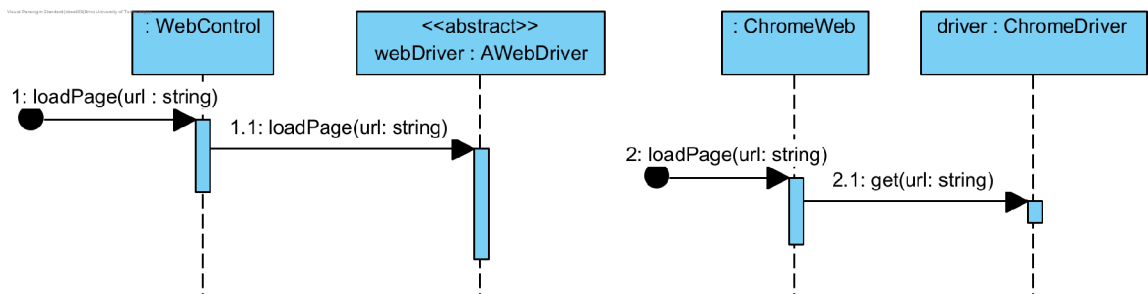 : WebControl
<<abstract>>
webDriver : AWebDriver
: ChromeWeb
driver : ChromeDriver
1: loadPage(url : string)
1.1: loadPage(url: string)
2: loadPage(url: string)
2.1: get(url: string)